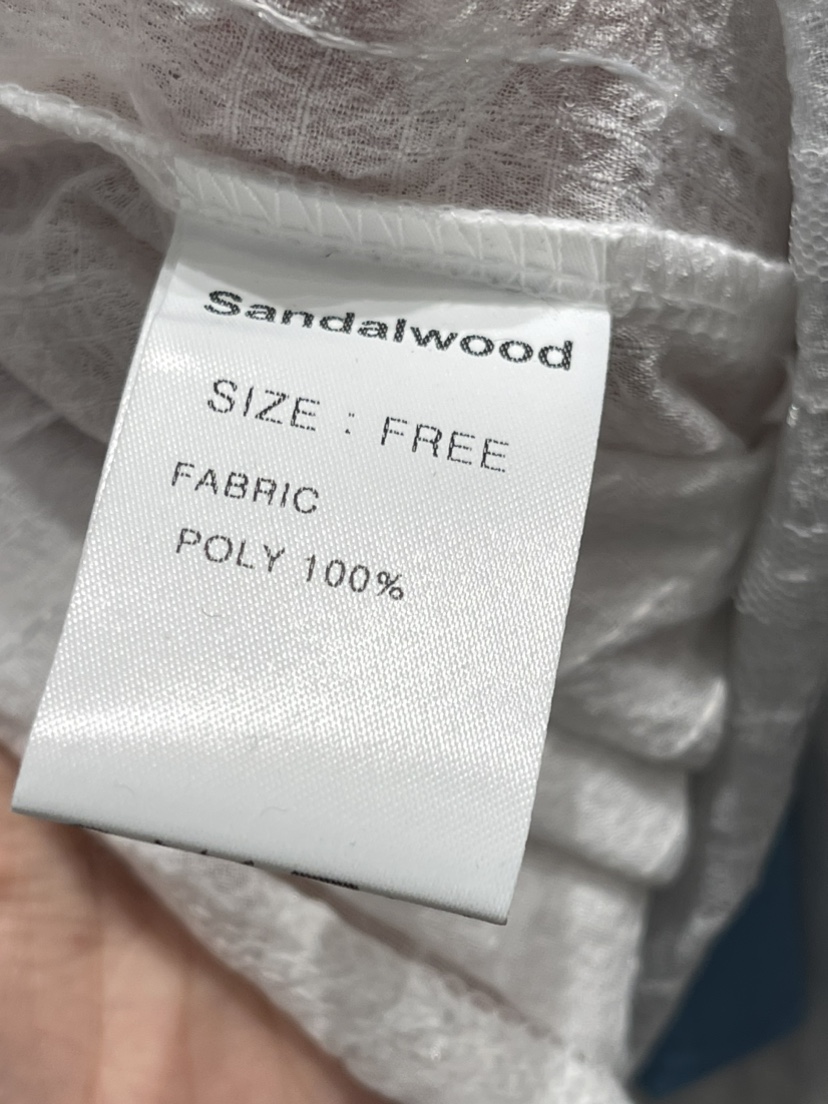 Sandalwood
SIZE : FREE
FABRIC
POLY 100%